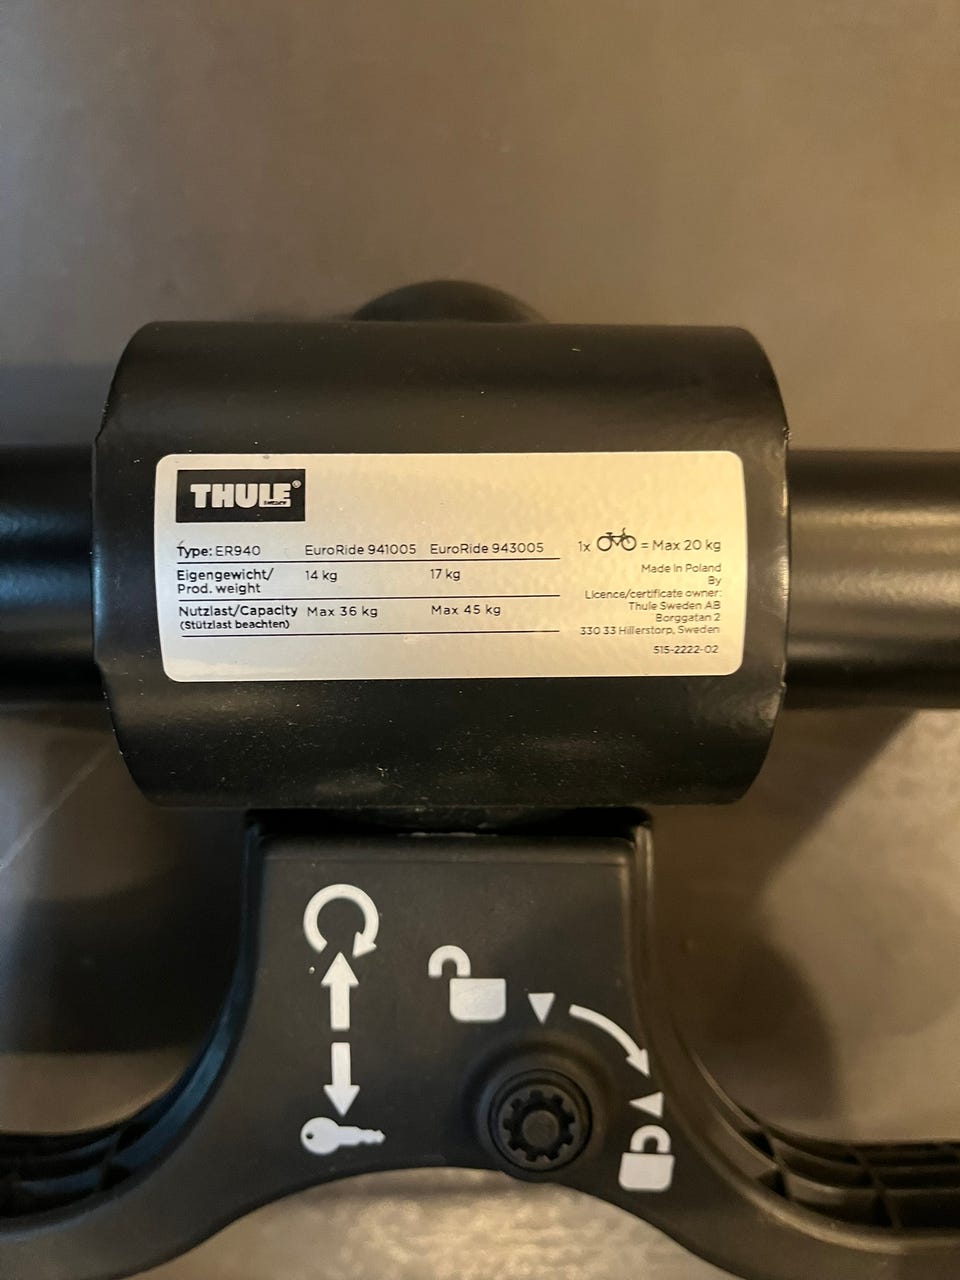 THULE®
SWEDEN
Type: ER940 EuroRide 941005 EuroRide 943005
Eigengewicht/
Prod. weight 14 kg 17 kg
Nutzlast/Capacity Max 36 kg Max 45 kg
(Stützlast beachten)
1x = Max 20 kg
Made in Poland
By
Licence/certificate owner:
Thule Sweden AB
Borggatan 2
330 33 Hillerstorp, Sweden
515-2222-02